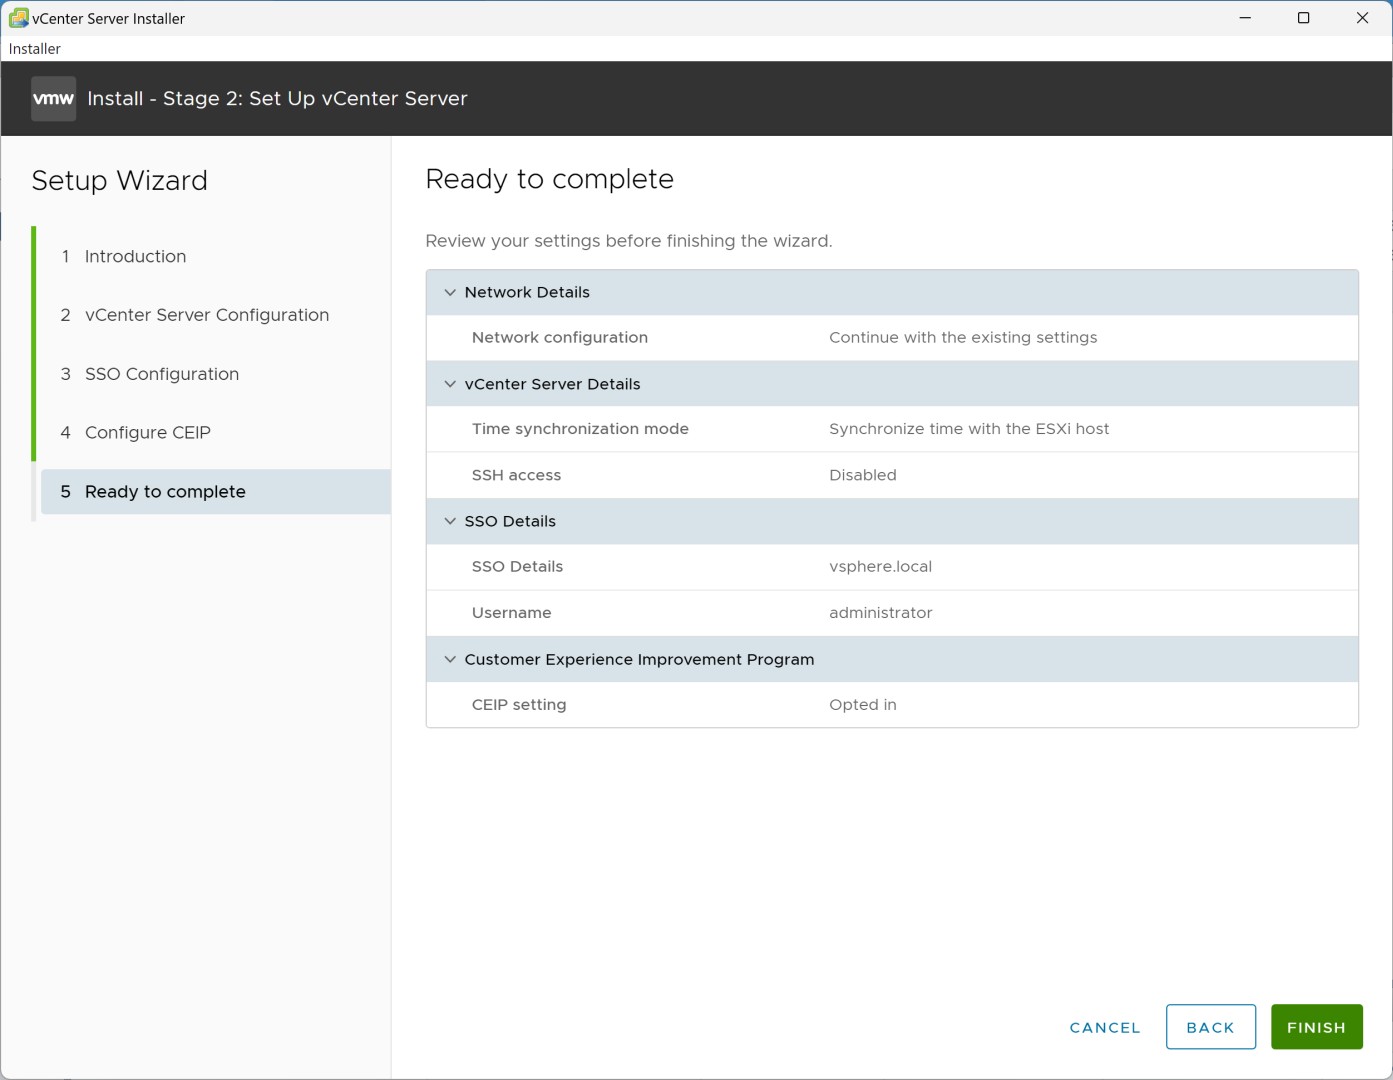 vCenter Server Installer
Installer
vmw Install - Stage 2: Set Up vCenter Server
Setup Wizard
1 Introduction
2 vCenter Server Configuration
3 SSO Configuration
4 Configure CEIP
5 Ready to complete
Ready to complete
Review your settings before finishing the wizard.
Network Details
Network configuration Continue with the existing settings
vCenter Server Details
Time synchronization mode Synchronize time with the ESXi host
SSH access Disabled
SSO Details
SSO Details vsphere.local
Username administrator
Customer Experience Improvement Program
CEIP setting Opted in
CANCEL BACK FINISH